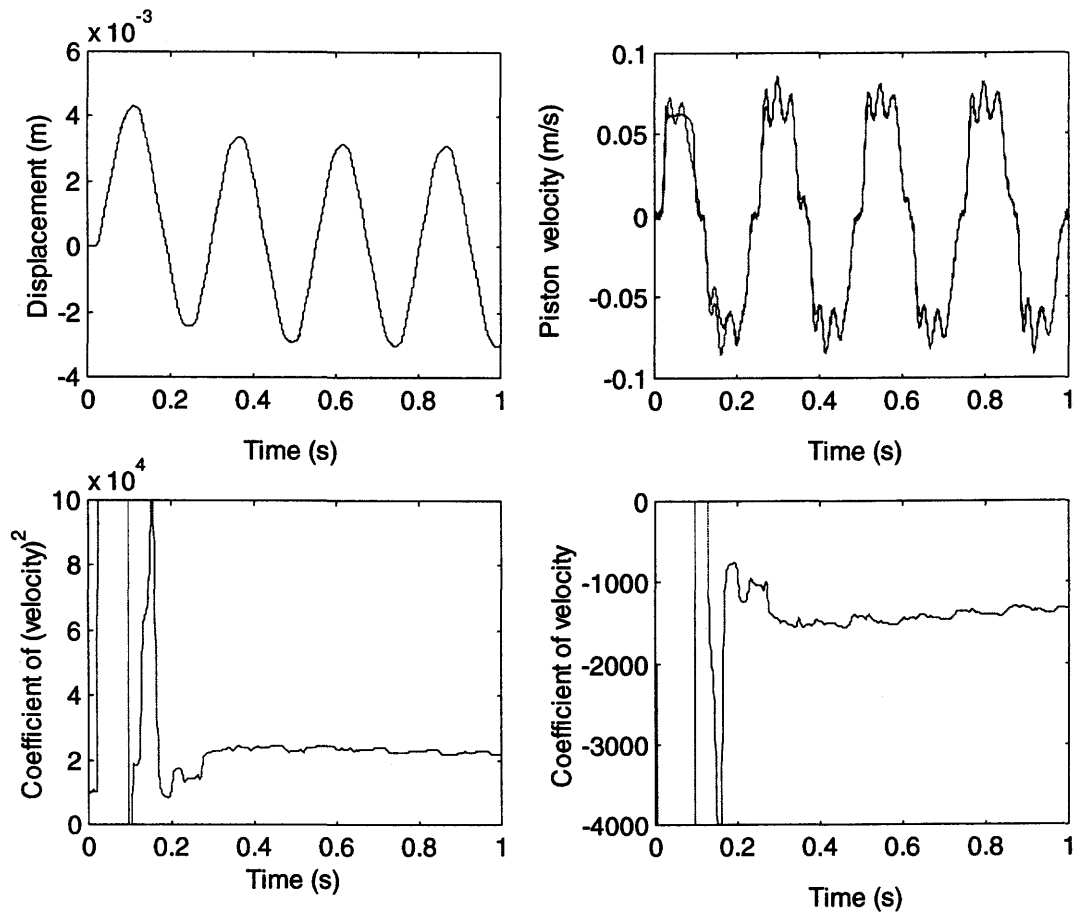 x 10⁻³
6
4
2
0
-2
-4
Displacement (m)
0 0.2 0.4 0.6 0.8 1
Time (s)
0.1
0.05
0
-0.05
-0.1
Piston velocity (m/s)
0 0.2 0.4 0.6 0.8 1
Time (s)
x 10⁴
10
8
6
4
2
0
Coefficient of (velocity)²
0 0.2 0.4 0.6 0.8 1
Time (s)
0
-1000
-2000
-3000
-4000
Coefficient of velocity
0 0.2 0.4 0.6 0.8 1
Time (s)